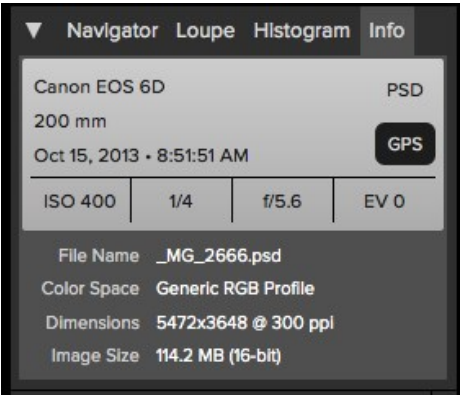 ▼ Navigator Loupe Histogram Info
Canon EOS 6D PSD
200 mm
GPS
Oct 15, 2013 • 8:51:51 AM
ISO 400 1/4 f/5.6 EV 0
File Name _MG_2666.psd
Color Space Generic RGB Profile
Dimensions 5472x3648 @ 300 ppi
Image Size 114.2 MB (16-bit)